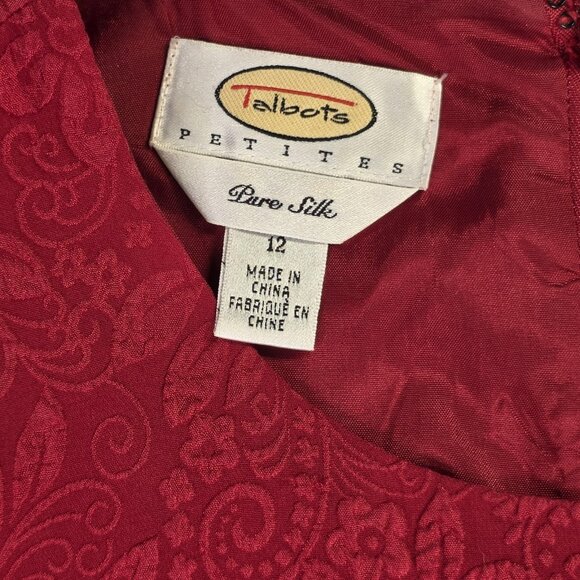 Talbots
PETITES
Pure Silk
12
MADE IN
CHINA
FABRIQUÉ EN
CHINE